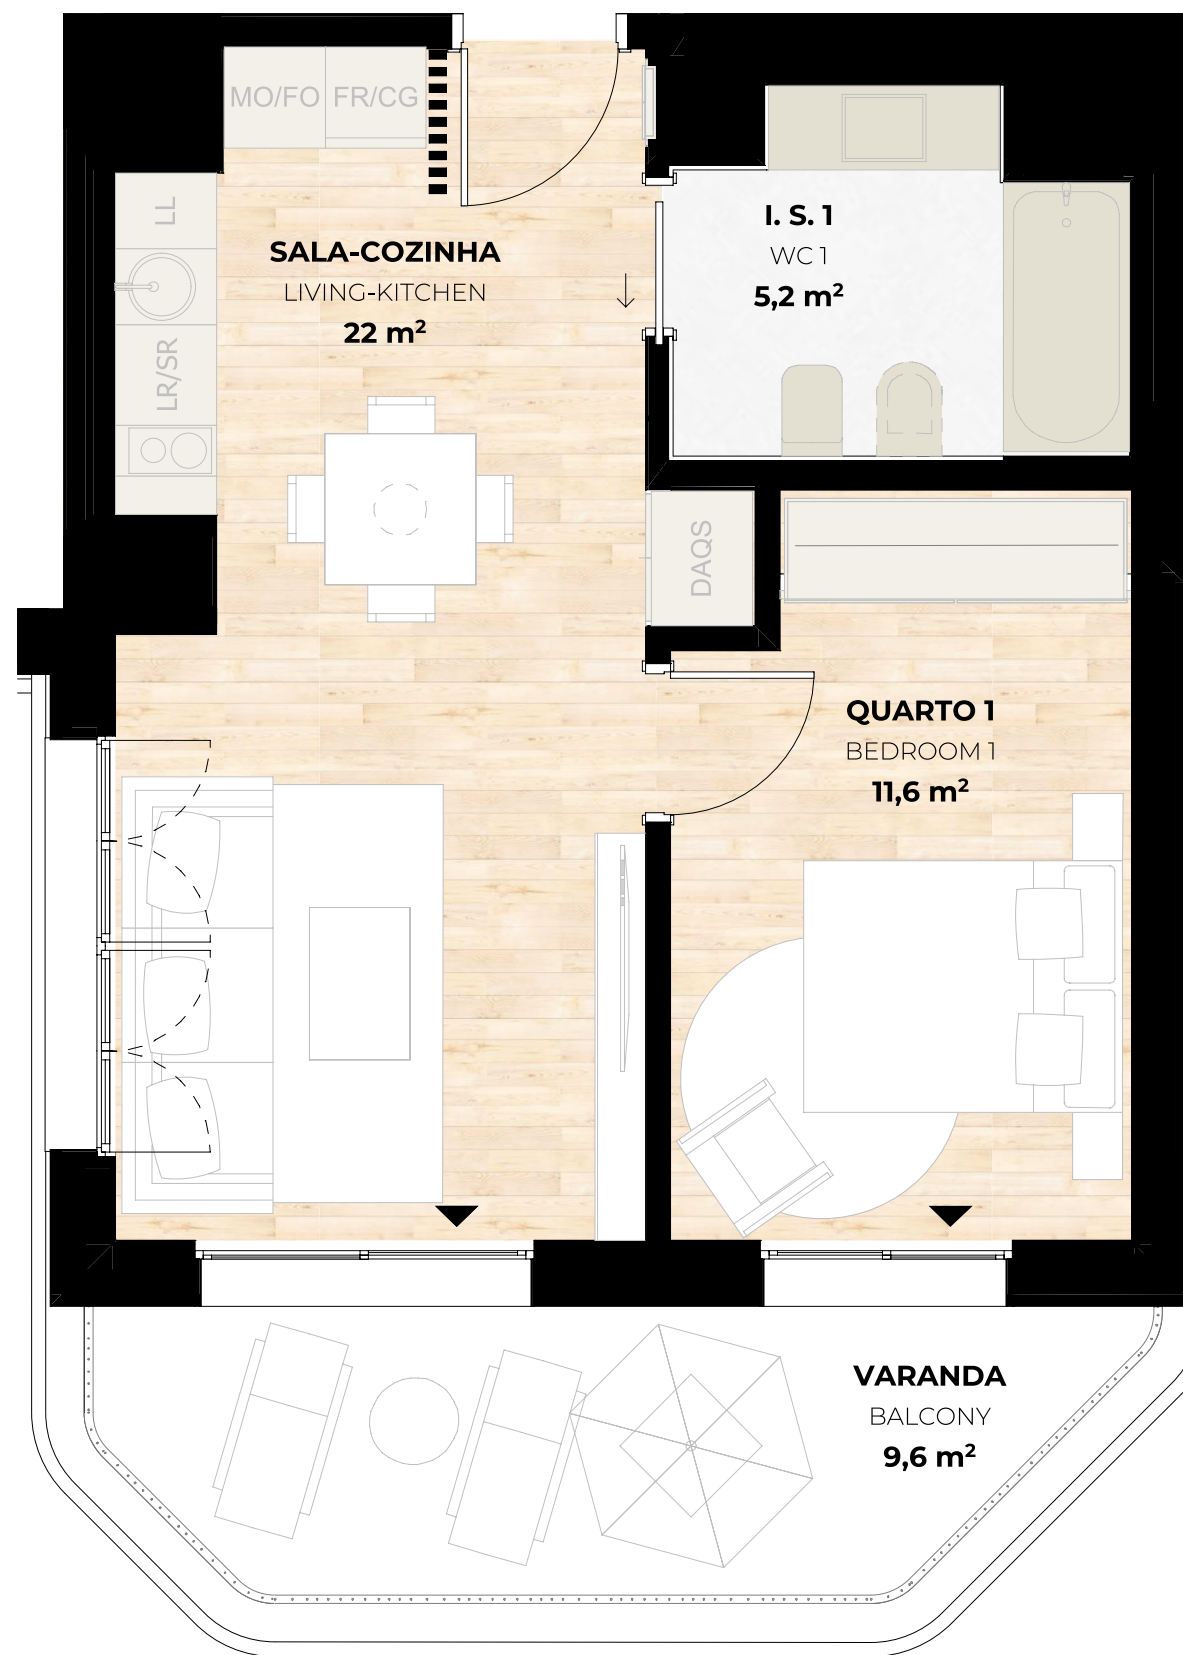 MO/FO FR/CG
LL
LR/SR
SALA-COZINHA
LIVING-KITCHEN
22 m²
I. S. 1
WC 1
5,2 m²
DAQS
QUARTO 1
BEDROOM 1
11,6 m²
VARANDA
BALCONY
9,6 m²